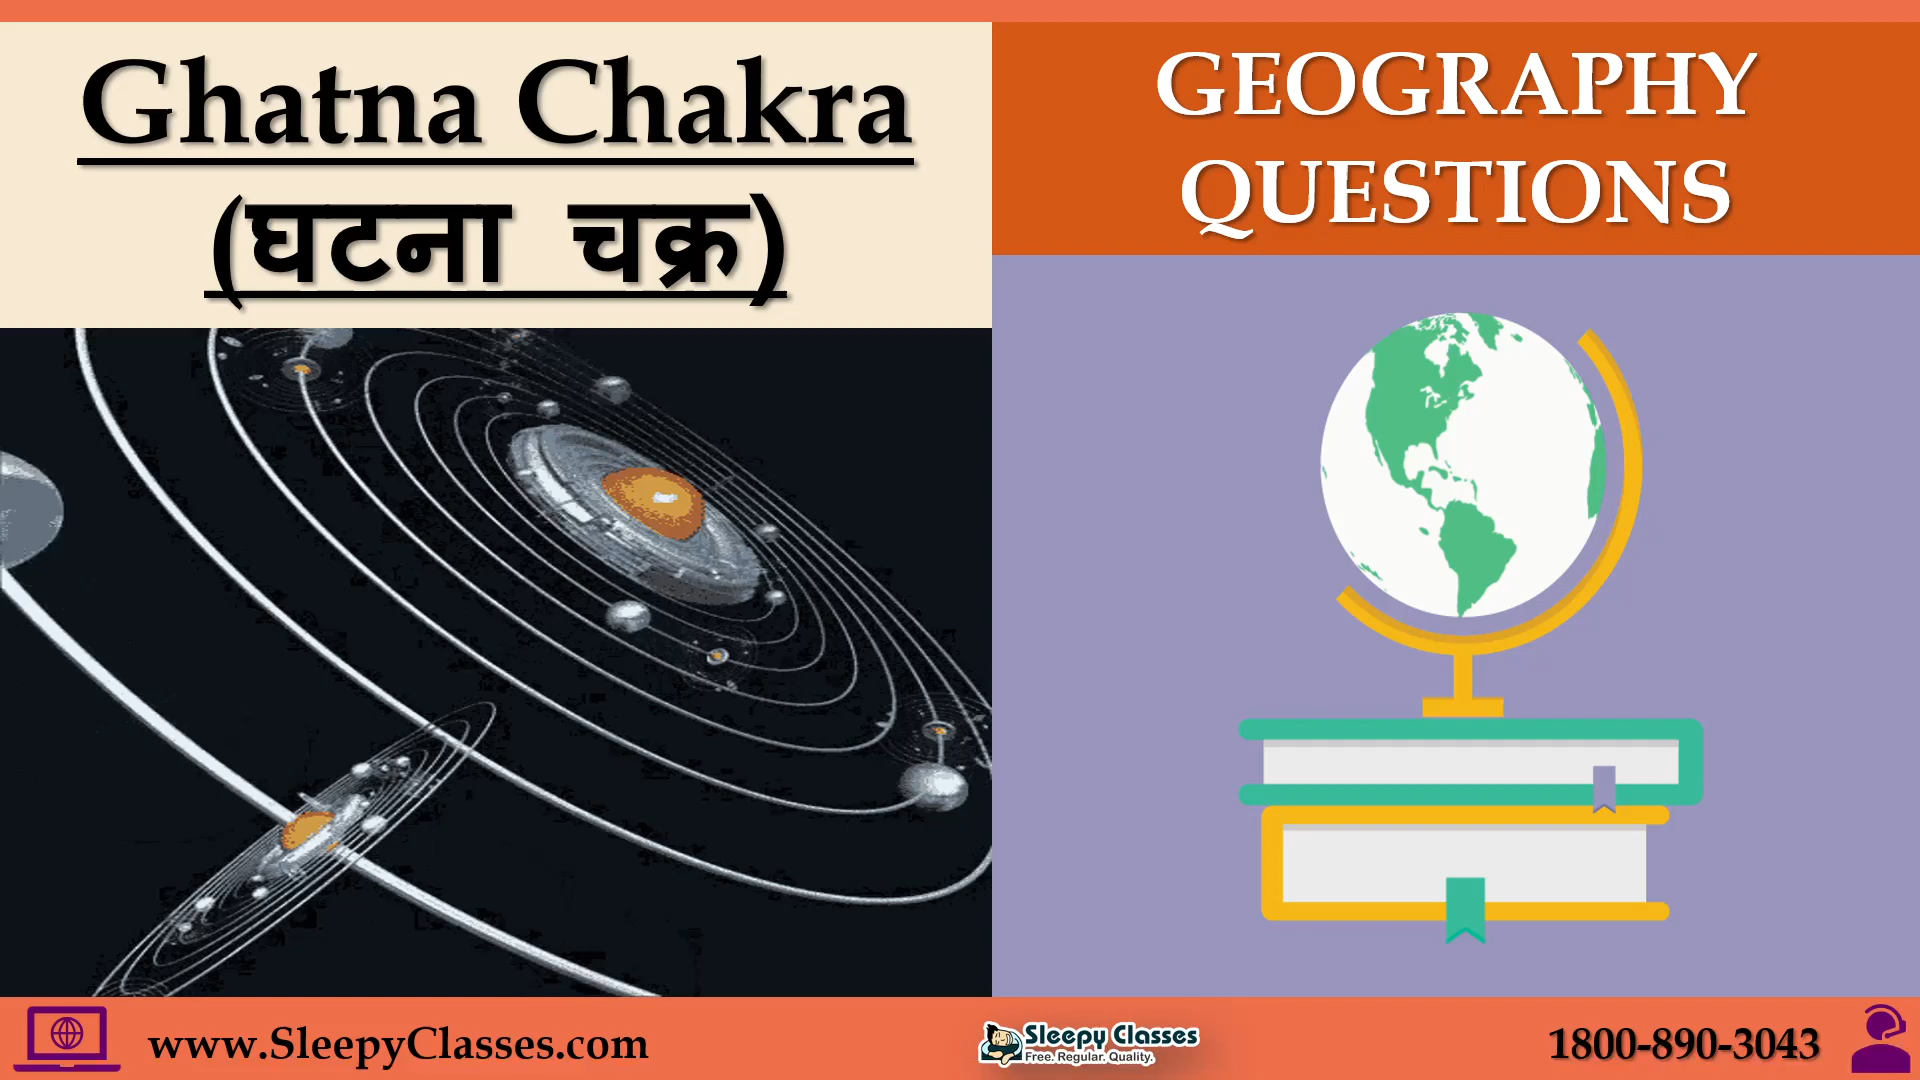 Ghatna Chakra
(घटना चक्र)
GEOGRAPHY
QUESTIONS
www.SleepyClasses.com
Sleepy Classes
Free. Regular. Quality.
1800-890-3043